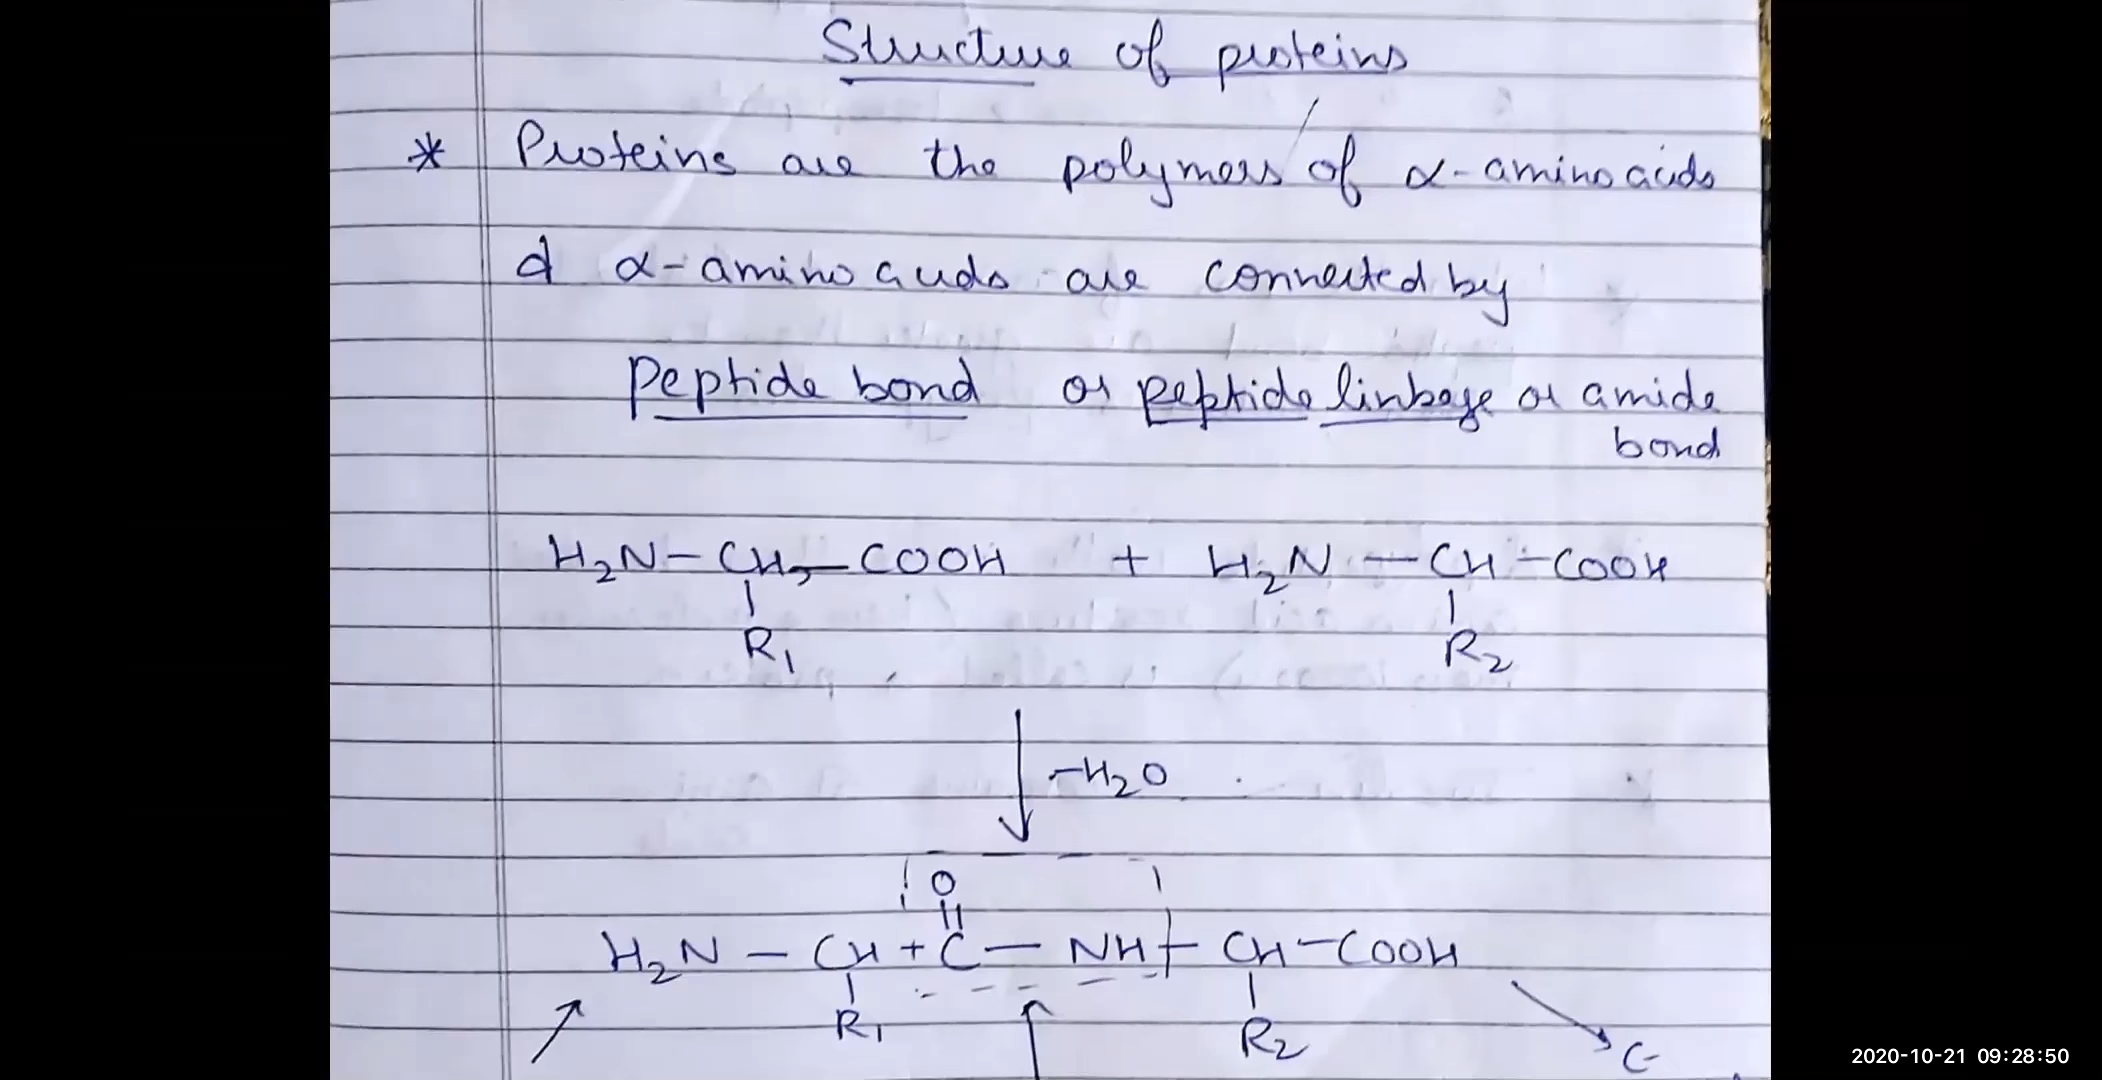 Structure of proteins
* Proteins are the polymers of α-amino acids
d α-amino acids are connected by
peptide bond or peptide linkage or amide
bond
H₂N-CH₂-COOH + H₂N-CH-COOH
R₁ R₂
-H₂O
O
H₂N-CH+C-NH+CH-COOH
R₁ R₂
C-
2020-10-21 09:28:50